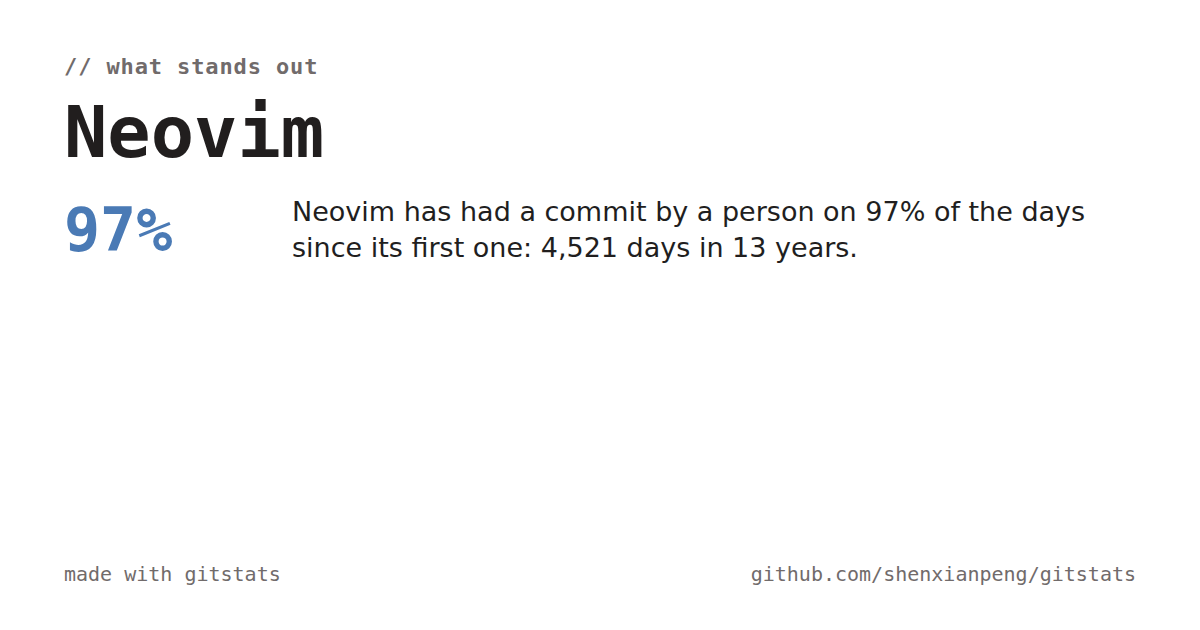 // what stands out
Neovim
97%
Neovim has had a commit by a person on 97% of the days
since its first one: 4,521 days in 13 years.
made with gitstats
github.com/shenxianpeng/gitstats